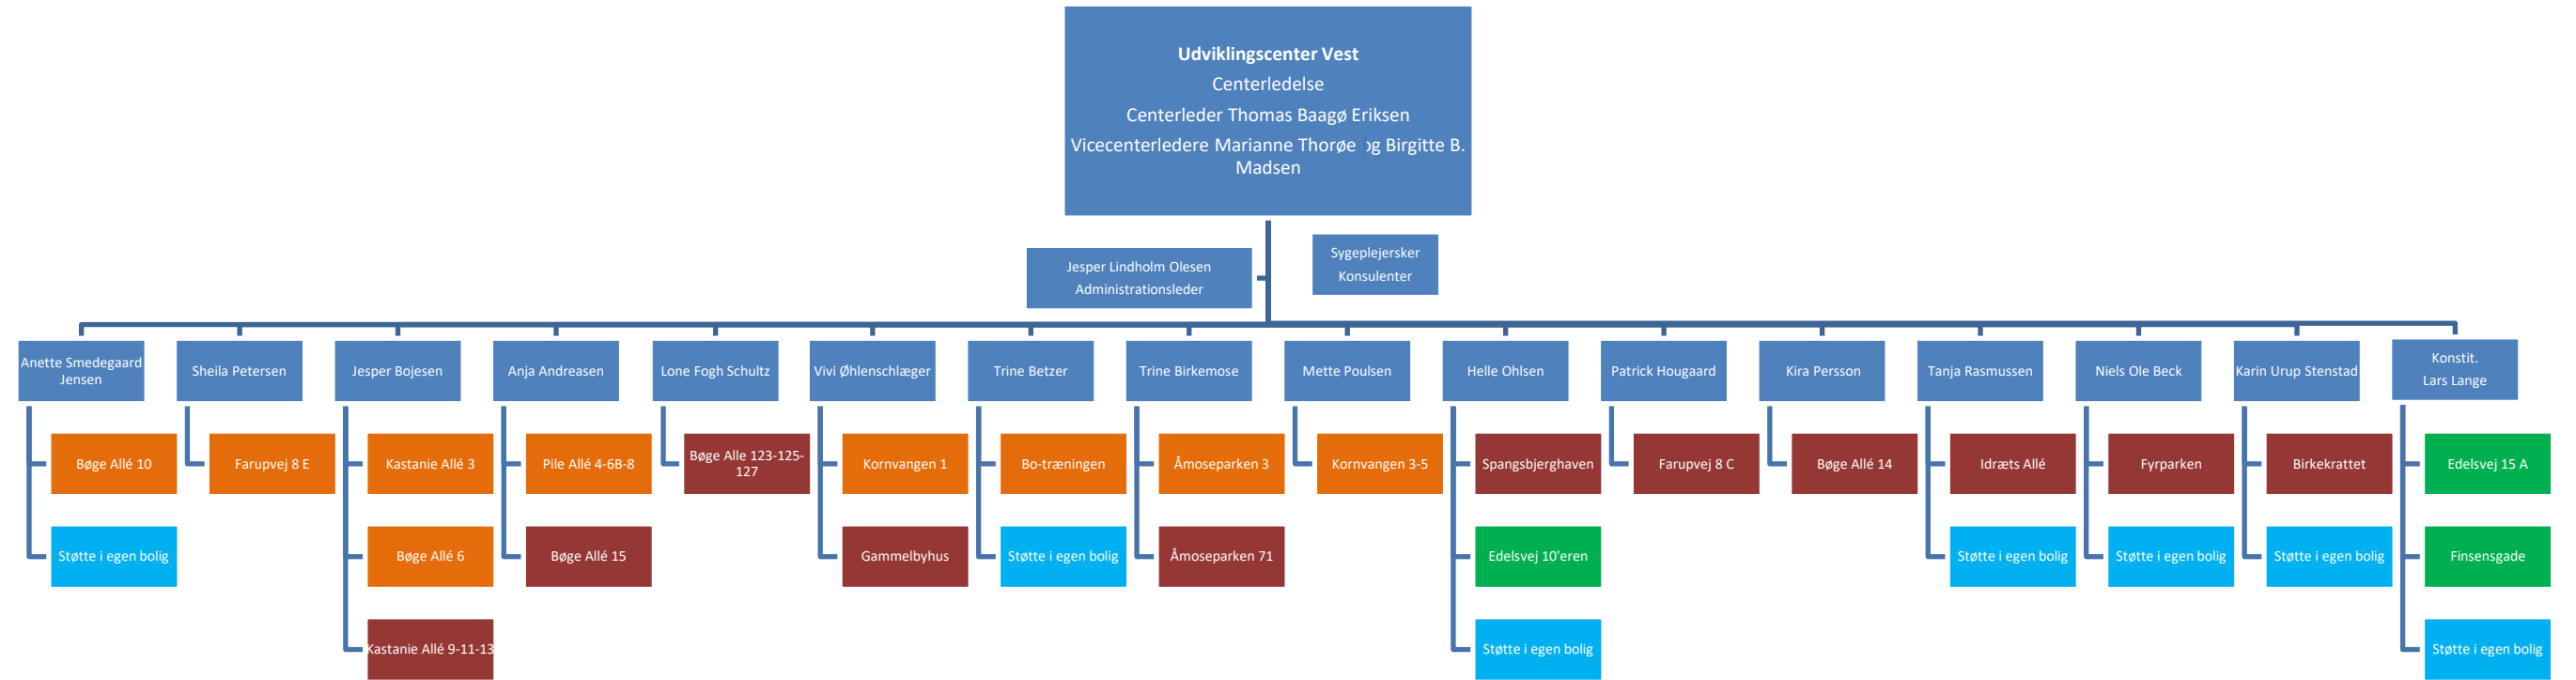 Udviklingscenter Vest
Centerledelse
Centerleder Thomas Baagø Eriksen
Vicecenterledere Marianne Thorøe og Birgitte B.
Madsen
Jesper Lindholm Olesen
Administrationsleder
Sygeplejersker
Konsulenter
Anette Smedegaard
Jensen
Sheila Petersen
Jesper Bojesen
Anja Andreasen
Lone Fogh Schultz
Vivi Øhlenschlæger
Trine Betzer
Trine Birkemose
Mette Poulsen
Helle Ohlsen
Patrick Hougaard
Kira Persson
Tanja Rasmussen
Niels Ole Beck
Karin Urup Stenstad
Konstit.
Lars Lange
Bøge Allé 10
Farupvej 8 E
Kastanie Allé 3
Pile Allé 4-6B-8
Bøge Alle 123-125-
127
Kornvangen 1
Bo-træningen
Åmoseparken 3
Kornvangen 3-5
Spangsbjerghaven
Farupvej 8 C
Bøge Allé 14
Idræts Allé
Fyrparken
Birkekrattet
Edelsvej 15 A
Støtte i egen bolig
Bøge Allé 6
Bøge Allé 15
Gammelbyhus
Støtte i egen bolig
Åmoseparken 71
Edelsvej 10'eren
Støtte i egen bolig
Støtte i egen bolig
Støtte i egen bolig
Finsensgade
Kastanie Allé 9-11-13
Støtte i egen bolig
Støtte i egen bolig